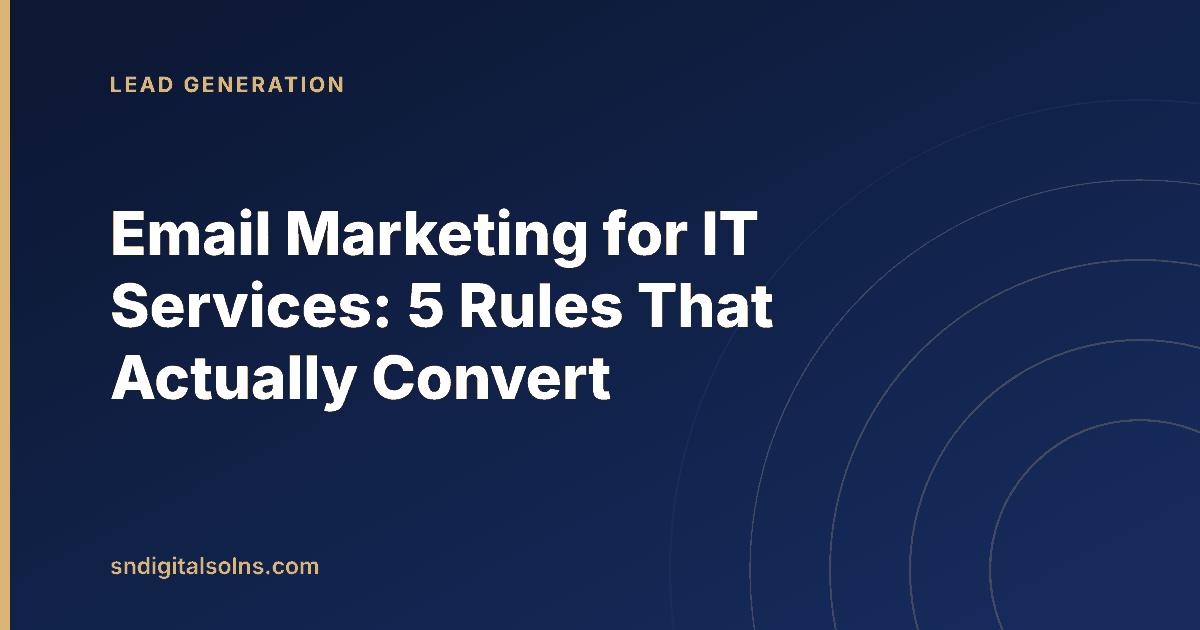 LEAD GENERATION
Email Marketing for IT
Services: 5 Rules That
Actually Convert
sndigitalsolns.com